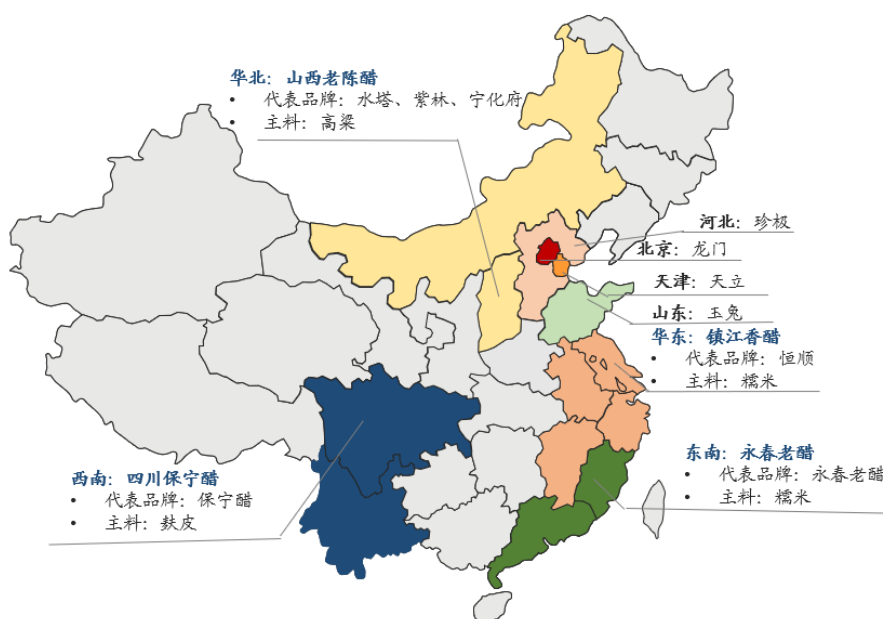 华北：山西老陈醋
• 代表品牌：水塔、紫林、宁化府
• 主料：高粱
河北：珍极
北京：龙门
天津：天立
山东：玉兔
华东：镇江香醋
• 代表品牌：恒顺
• 主料：糯米
东南：永春老醋
• 代表品牌：永春老醋
• 主料：糯米
西南：四川保宁醋
• 代表品牌：保宁醋
• 主料：麸皮